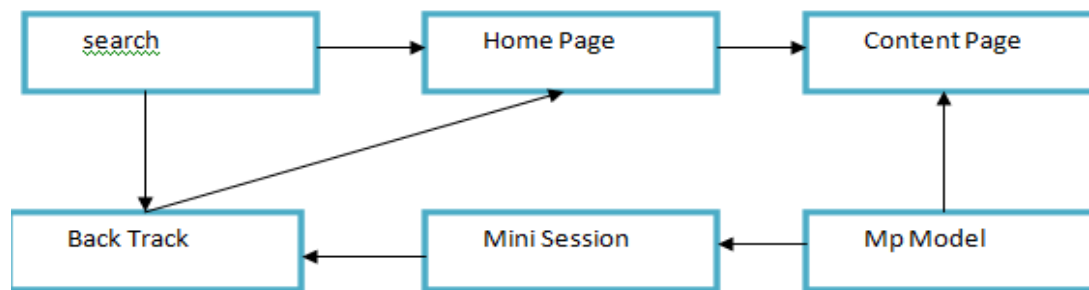 search
Home Page
Content Page
Back Track
Mini Session
Mp Model